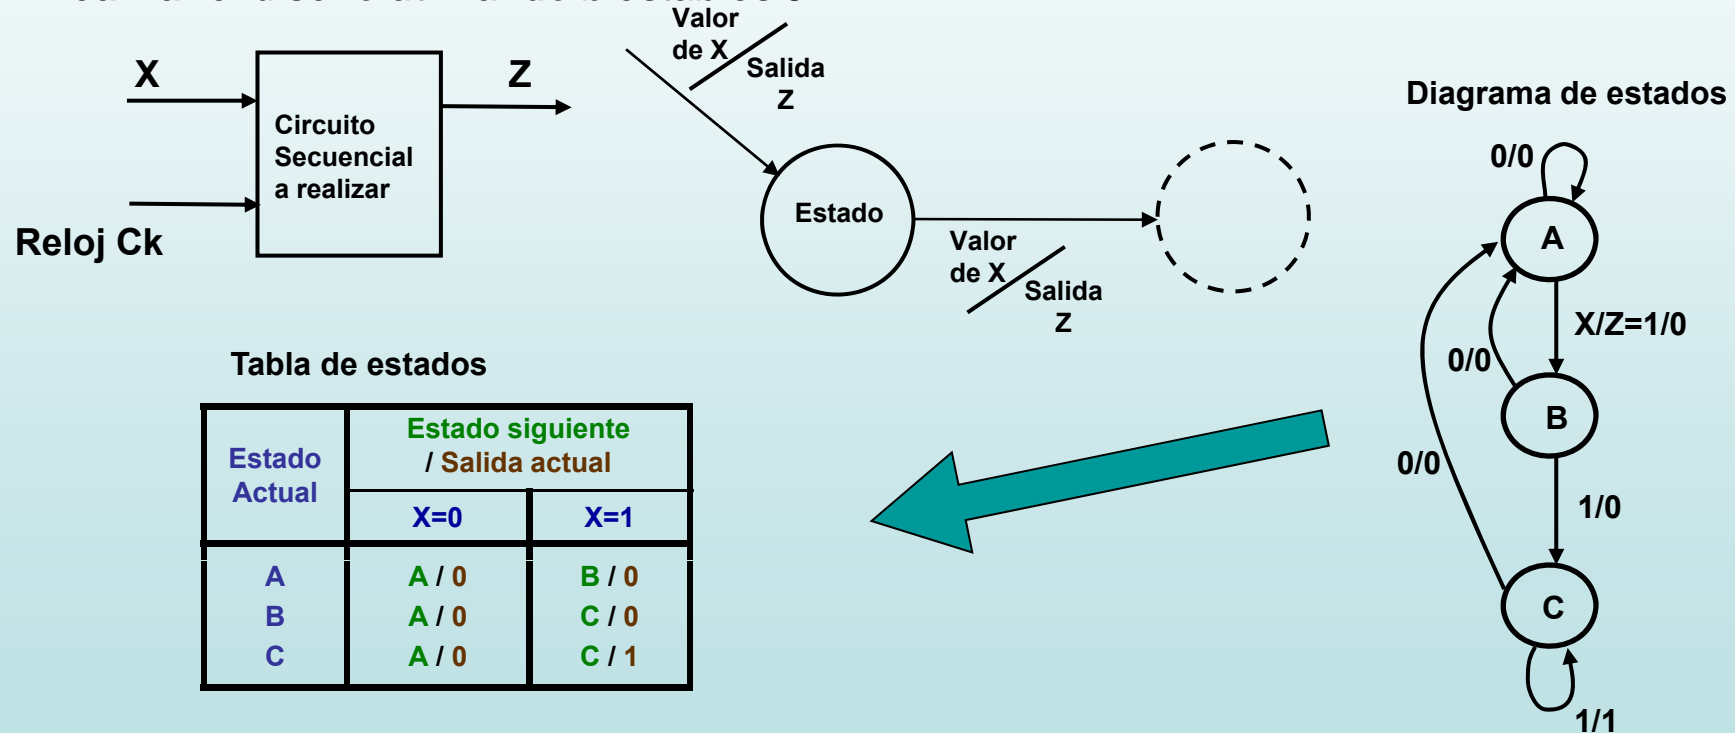 Valor
de X
Salida
Z
X
Z
Circuito
Secuencial
a realizar
Reloj Ck
Estado
Valor
de X
Salida
Z
Diagrama de estados
0/0
A
X/Z=1/0
0/0
B
0/0
1/0
C
1/1
Tabla de estados
Estado Actual
Estado siguiente
/ Salida actual
X=0 X=1
A A / 0 B / 0
B A / 0 C / 0
C A / 0 C / 1